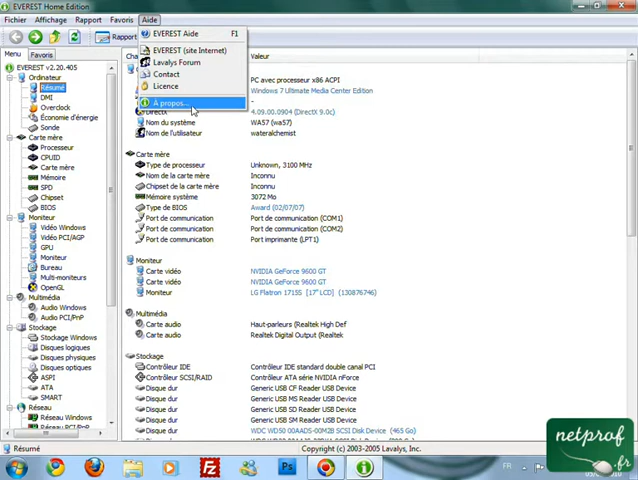 EVEREST Home Edition
Fichier Affichage Rapport Favoris Aide
Rapport
EVEREST Aide F1
EVEREST (site Internet)
Lavalys Forum
Contact
Licence
À propos...
Menu Favoris
EVEREST v2.20.405
Ordinateur
Résumé
DMI
Overclock
Économie d'énergie
Sonde
Carte mère
Processeur
CPUID
Carte mère
Mémoire
SPD
Chipset
BIOS
Moniteur
Vidéo Windows
Vidéo PCI/AGP
GPU
Moniteur
Bureau
Multi-moniteurs
OpenGL
Multimédia
Audio Windows
Audio PCI/PnP
Stockage
Stockage Windows
Disques logiques
Disques physiques
Disques optiques
ASPI
ATA
SMART
Réseau
Réseau Windows
Valeur
PC avec processeur x86 ACPI
Windows 7 Ultimate Media Center Edition
-
DirectX 4.09.00.0904 (DirectX 9.0c)
Nom du système WA57 (wa57)
Nom de l'utilisateur wateralchemist
Carte mère
Type de processeur Unknown, 3100 MHz
Nom de la carte mère Inconnu
Chipset de la carte mère Inconnu
Mémoire système 3072 Mo
Type de BIOS Award (02/07/07)
Port de communication Port de communication (COM1)
Port de communication Port de communication (COM2)
Port de communication Port imprimante (LPT1)
Moniteur
Carte vidéo NVIDIA GeForce 9600 GT
Carte vidéo NVIDIA GeForce 9600 GT
Moniteur LG Flatron 1715S [17" LCD] (130876746)
Multimédia
Carte audio Haut-parleurs (Realtek High Def
Carte audio Realtek Digital Output (Realtek
Stockage
Contrôleur IDE Contrôleur IDE standard double canal PCI
Contrôleur SCSI/RAID Contrôleur ATA série NVIDIA nForce
Disque dur Generic USB CF Reader USB Device
Disque dur Generic USB MS Reader USB Device
Disque dur Generic USB SD Reader USB Device
Disque dur Generic USB SM Reader USB Device
Disque dur WDC WD50 00AADS-00M2B SCSI Disk Device (465 Go)
Résumé
Copyright (c) 2003-2005 Lavalys, Inc.
FR
netprof
.fr